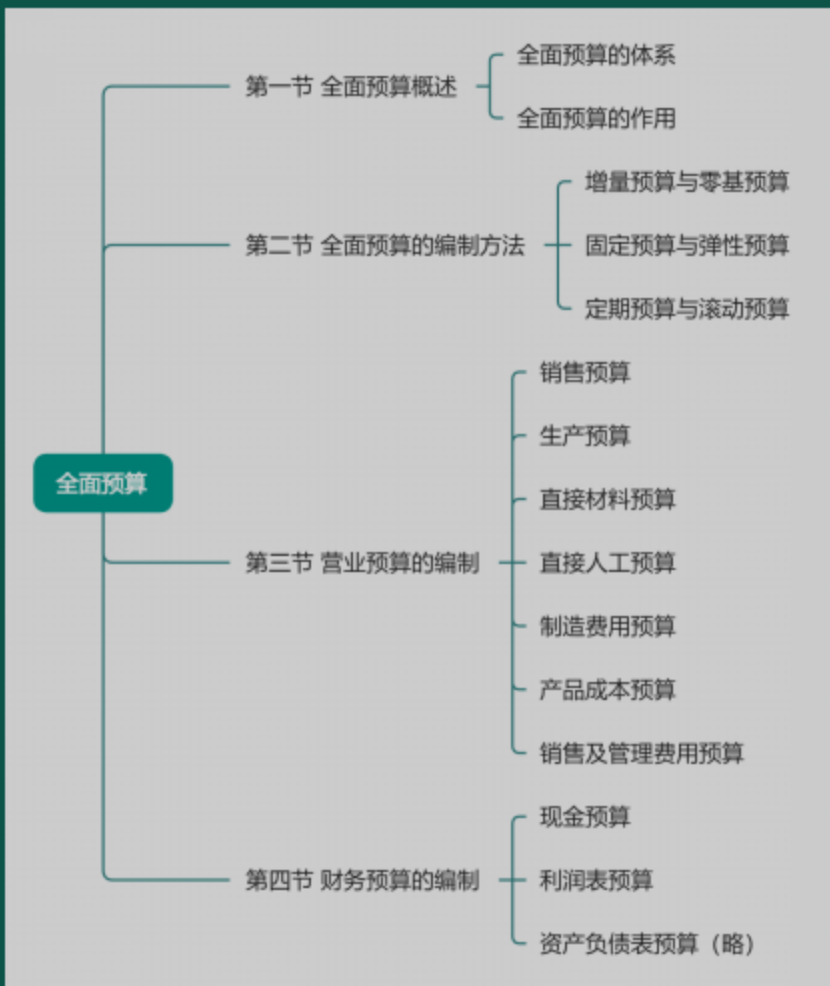 全面预算
第一节 全面预算概述
全面预算的体系
全面预算的作用
第二节 全面预算的编制方法
增量预算与零基预算
固定预算与弹性预算
定期预算与滚动预算
第三节 营业预算的编制
销售预算
生产预算
直接材料预算
直接人工预算
制造费用预算
产品成本预算
销售及管理费用预算
第四节 财务预算的编制
现金预算
利润表预算
资产负债表预算（略）